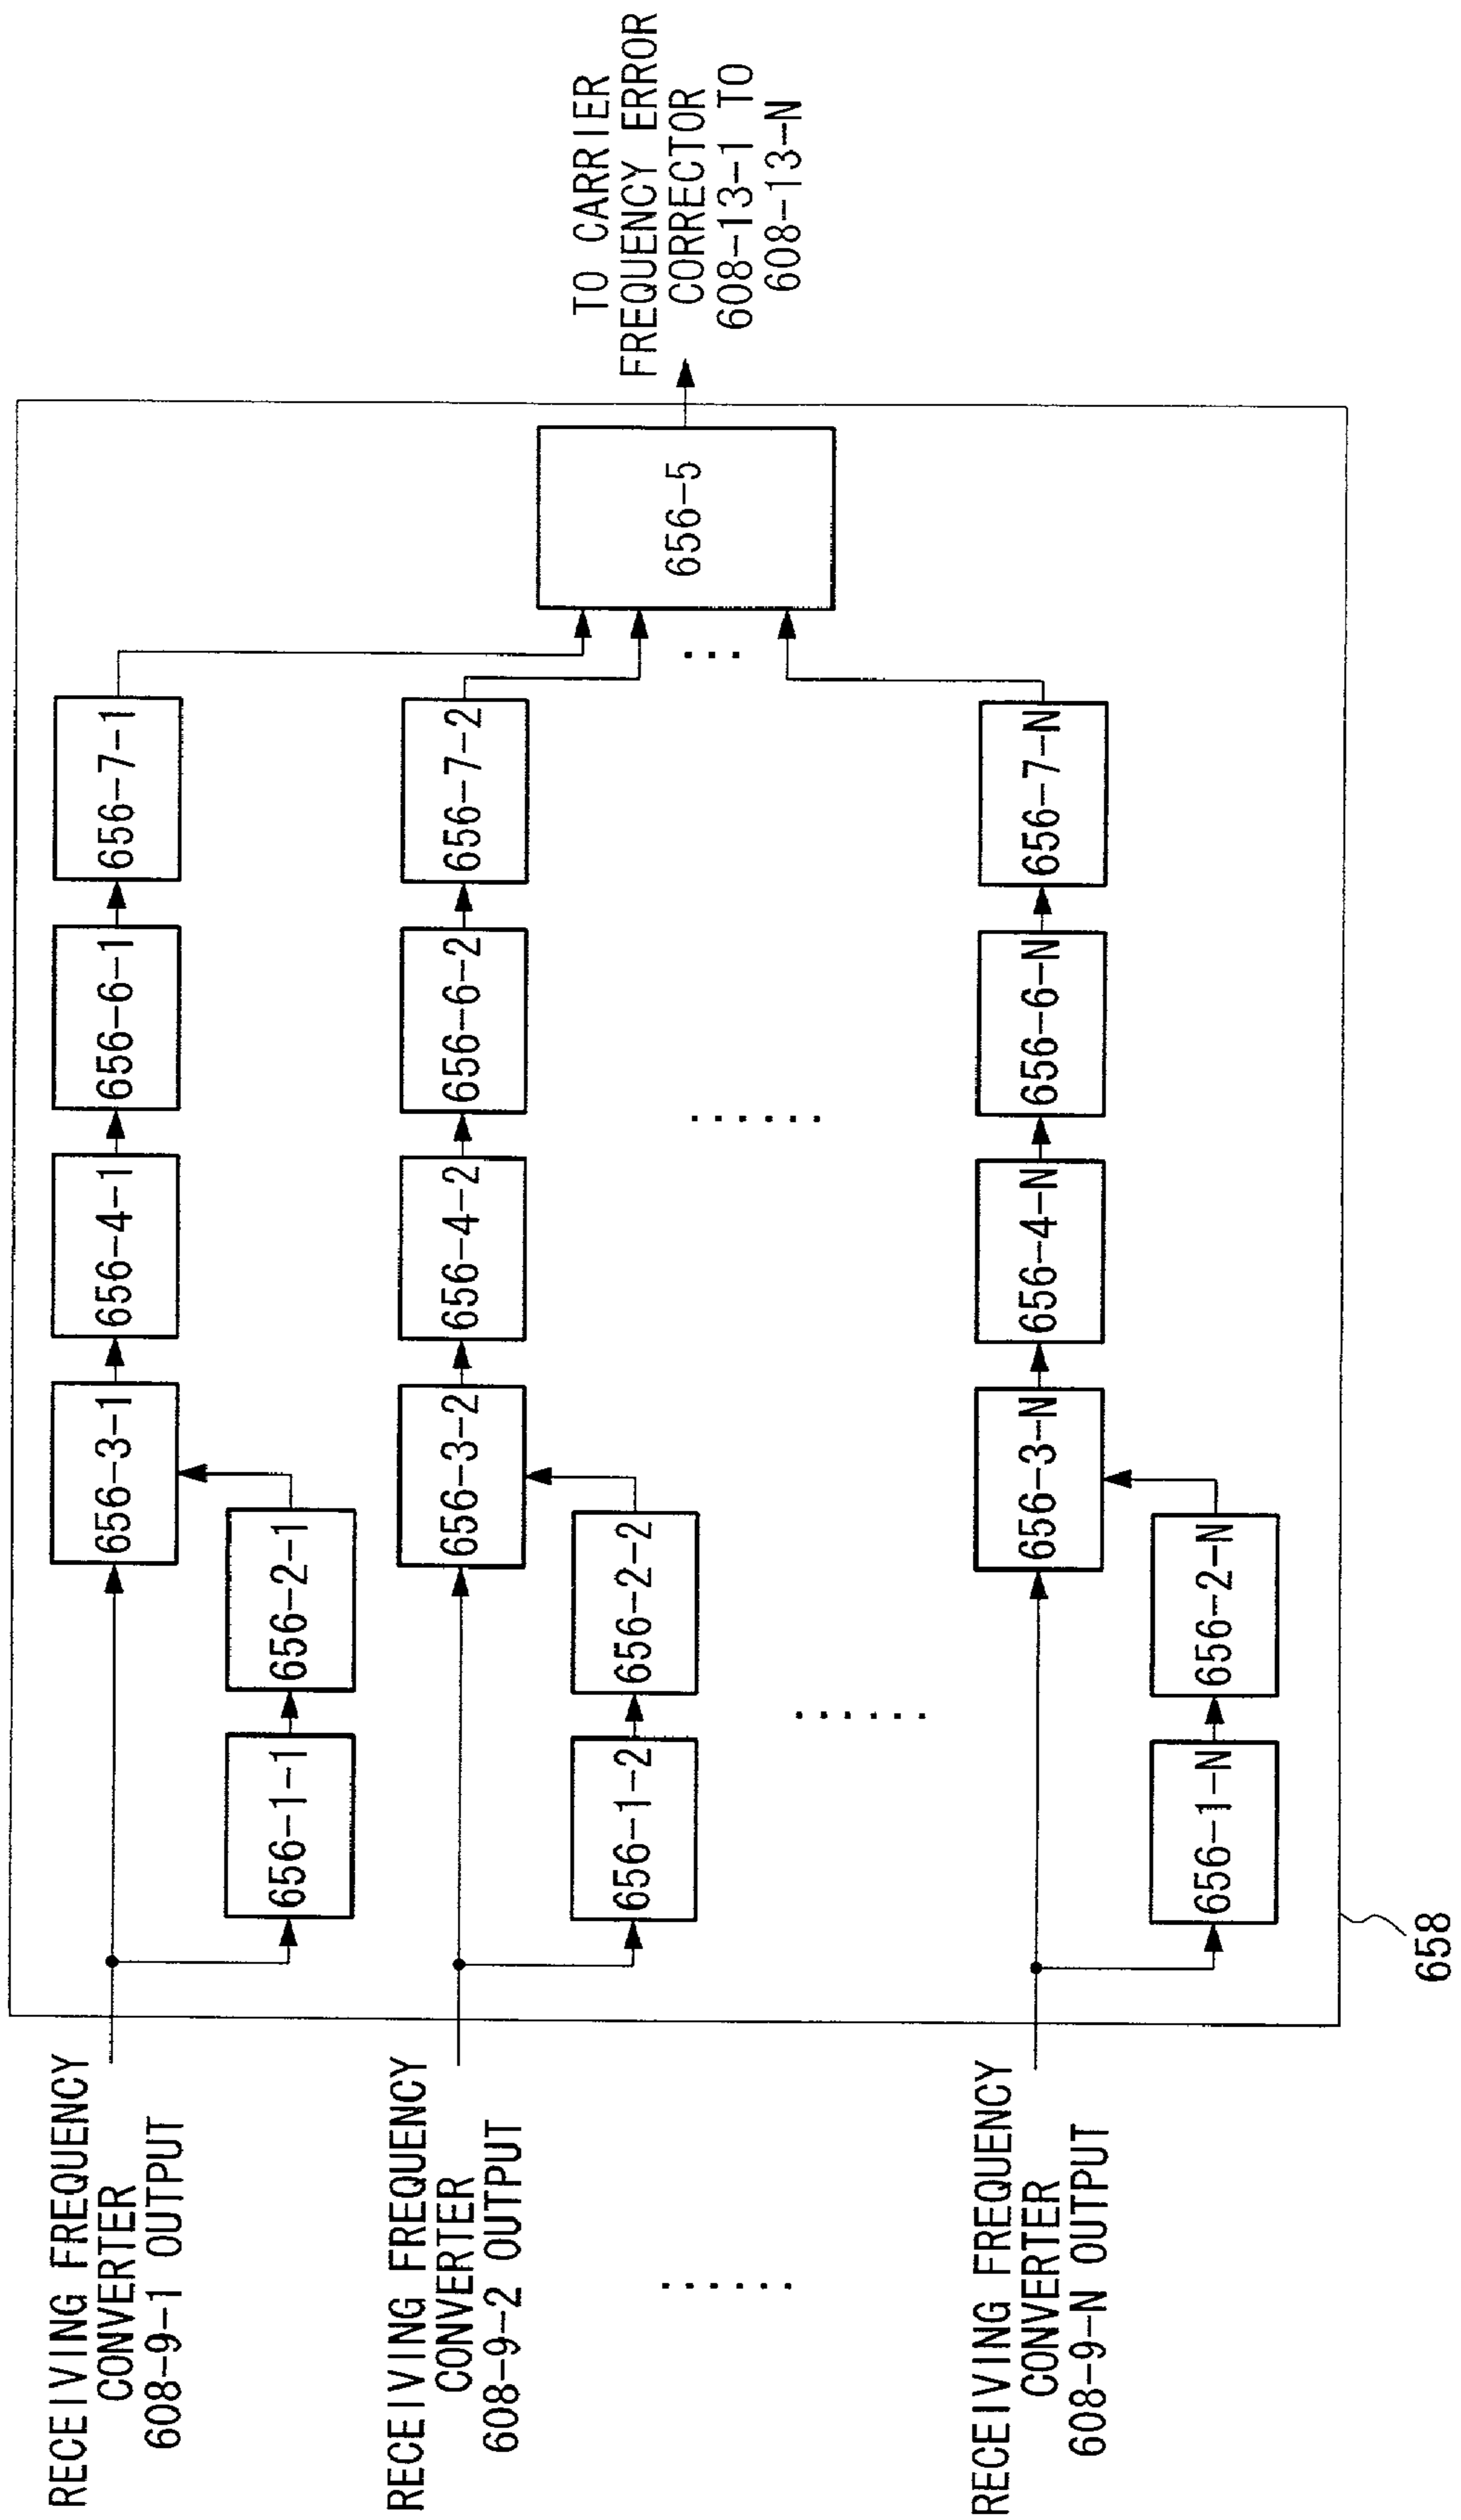 RECEIVING FREQUENCY
CONVERTER
608-9-1 OUTPUT
656-1-1
656-2-1
656-3-1
656-4-1
656-6-1
656-7-1
RECEIVING FREQUENCY
CONVERTER
608-9-2 OUTPUT
656-1-2
656-2-2
656-3-2
656-4-2
656-6-2
656-7-2
......
......
......
...
656-5
TO CARRIER
FREQUENCY ERROR
CORRECTOR
608-13-1 TO
608-13-N
RECEIVING FREQUENCY
CONVERTER
608-9-N OUTPUT
656-1-N
656-2-N
656-3-N
656-4-N
656-6-N
656-7-N
658